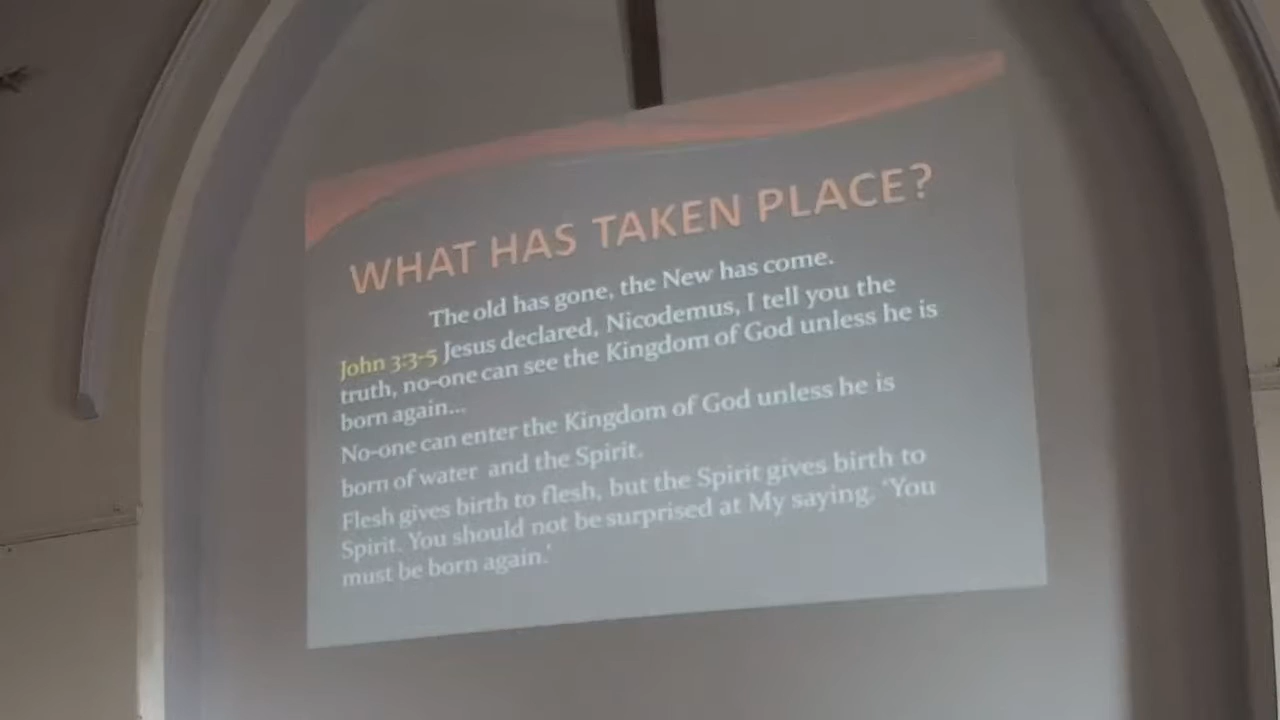 WHAT HAS TAKEN PLACE?
The old has gone, the New has come.
John 3:3-5 Jesus declared, Nicodemus, I tell you the
truth, no-one can see the Kingdom of God unless he is
born again...
No-one can enter the Kingdom of God unless he is
born of water and the Spirit.
Flesh gives birth to flesh, but the Spirit gives birth to
Spirit. You should not be surprised at My saying, 'You
must be born again.'